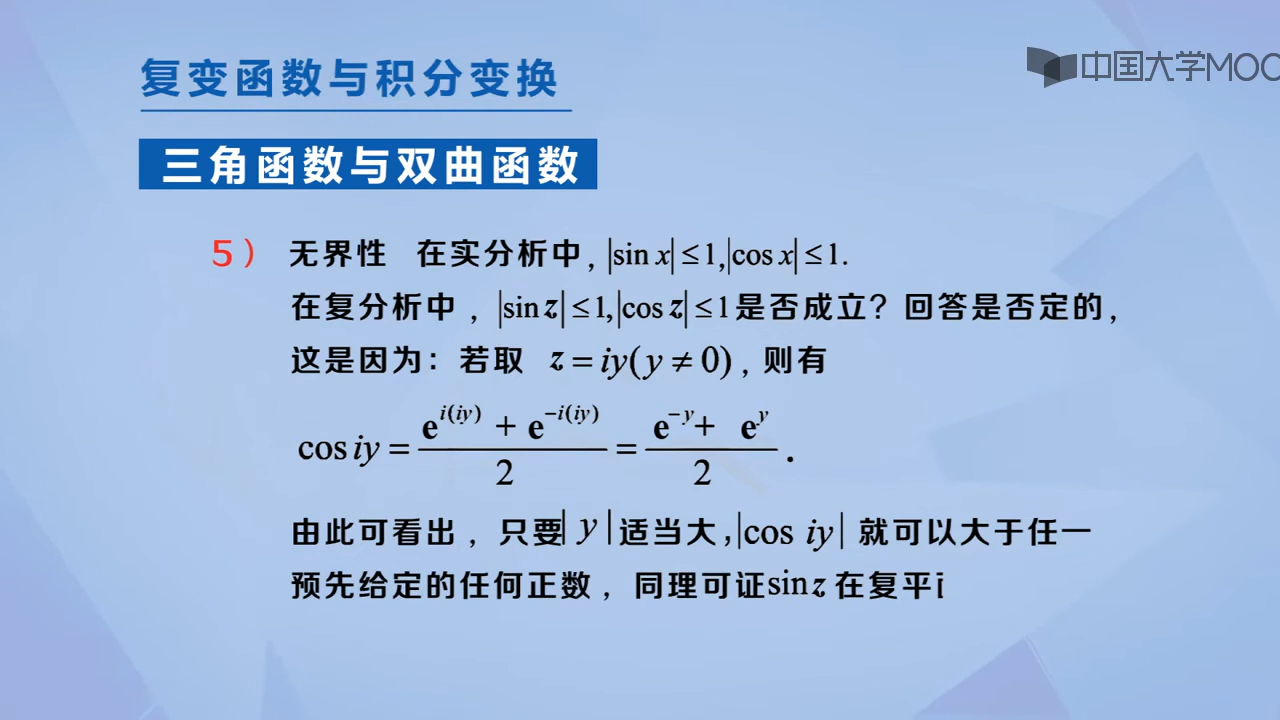 复变函数与积分变换
中国大学MOOC
三角函数与双曲函数
5） 无界性 在实分析中, |sin x| ≤ 1, |cos x| ≤ 1.
在复分析中，|sin z| ≤ 1, |cos z| ≤ 1 是否成立？回答是否定的，
这是因为：若取 z = iy(y ≠ 0)，则有
cos iy = (e^{i(iy)} + e^{-i(iy)})/2 = (e^{-y} + e^{y})/2 .
由此可看出，只要|y|适当大，|cos iy| 就可以大于任一
预先给定的任何正数，同理可证sin z 在复平